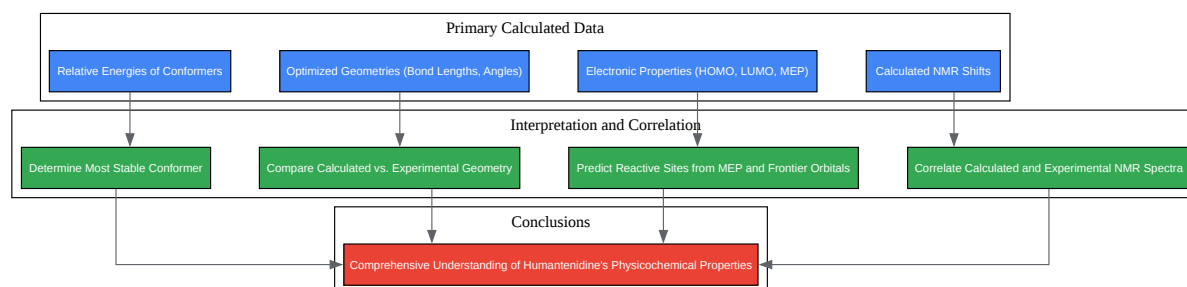 Primary Calculated Data
Relative Energies of Conformers
Optimized Geometries (Bond Lengths, Angles)
Electronic Properties (HOMO, LUMO, MEP)
Calculated NMR Shifts
Interpretation and Correlation
Determine Most Stable Conformer
Compare Calculated vs. Experimental Geometry
Predict Reactive Sites from MEP and Frontier Orbitals
Correlate Calculated and Experimental NMR Spectra
Conclusions
Comprehensive Understanding of Humantenidine's Physicochemical Properties